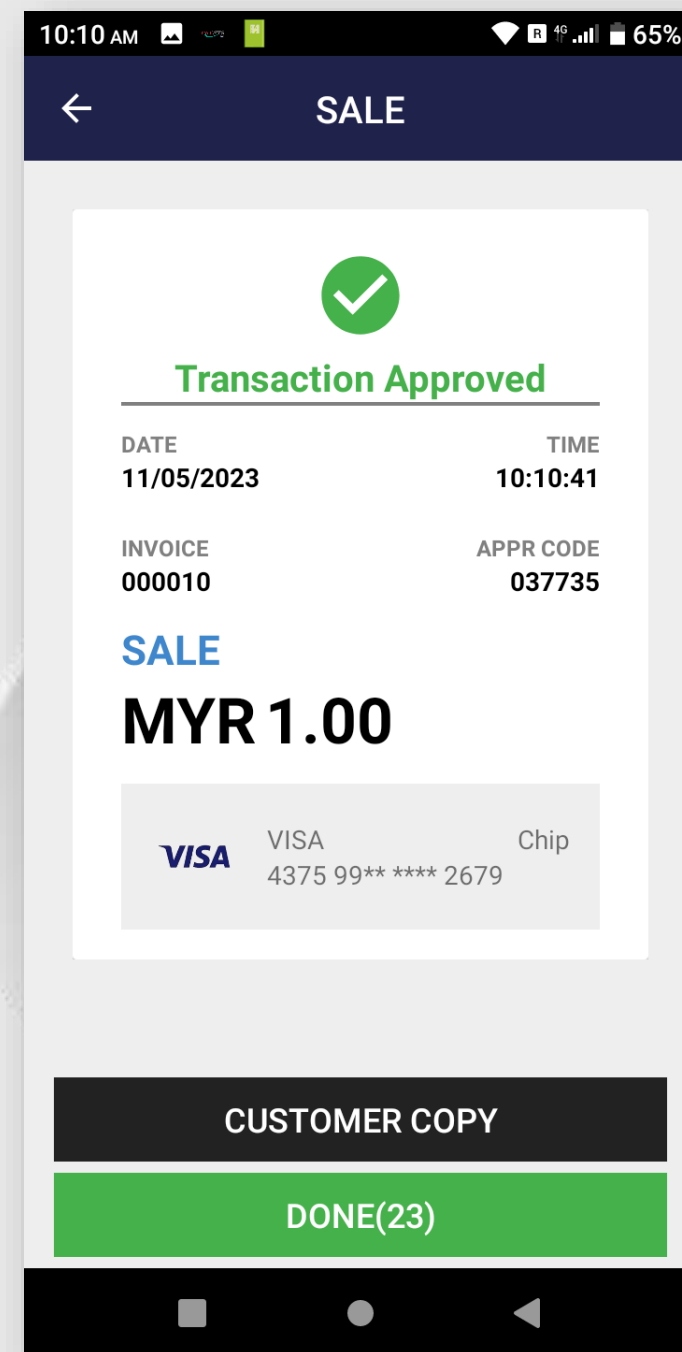 10:10 AM R 4G 65%
SALE
Transaction Approved
DATE TIME
11/05/2023 10:10:41
INVOICE APPR CODE
000010 037735
SALE
MYR 1.00
VISA VISA Chip
4375 99** **** 2679
CUSTOMER COPY
DONE(23)